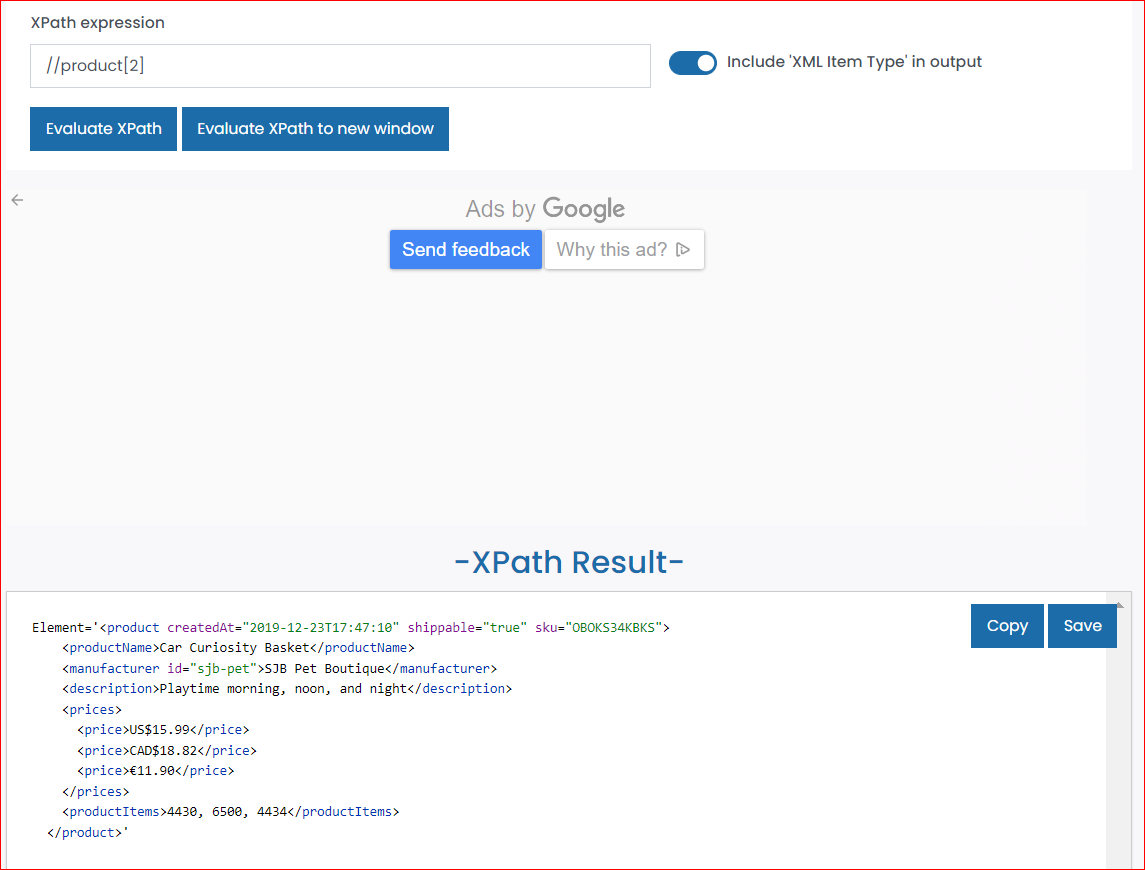 XPath expression
//product[2]
Include 'XML Item Type' in output
Evaluate XPath
Evaluate XPath to new window
Ads by Google
Send feedback
Why this ad?
-XPath Result-
Copy
Save
Element='<product createdAt="2019-12-23T17:47:10" shippable="true" sku="OBOKS34KBKS">
<productName>Car Curiosity Basket</productName>
<manufacturer id="sjb-pet">SJB Pet Boutique</manufacturer>
<description>Playtime morning, noon, and night</description>
<prices>
<price>US$15.99</price>
<price>CAD$18.82</price>
<price>€11.90</price>
</prices>
<productItems>4430, 6500, 4434</productItems>
</product>'